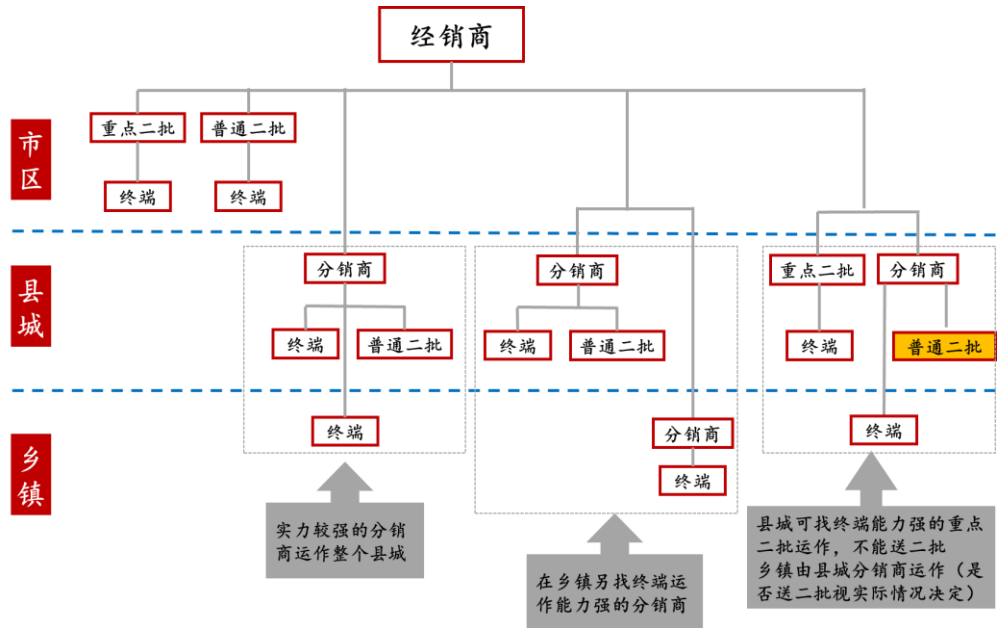 经销商
市区
重点二批
普通二批
终端
终端
县城
分销商
终端
普通二批
分销商
终端
普通二批
重点二批
分销商
终端
普通二批
乡镇
终端
分销商
终端
终端
实力较强的分销
商运作整个县城
在乡镇另找终端运
作能力强的分销商
县城可找终端能力强的重点
二批运作，不能送二批
乡镇由县城分销商运作（是
否送二批视实际情况决定）